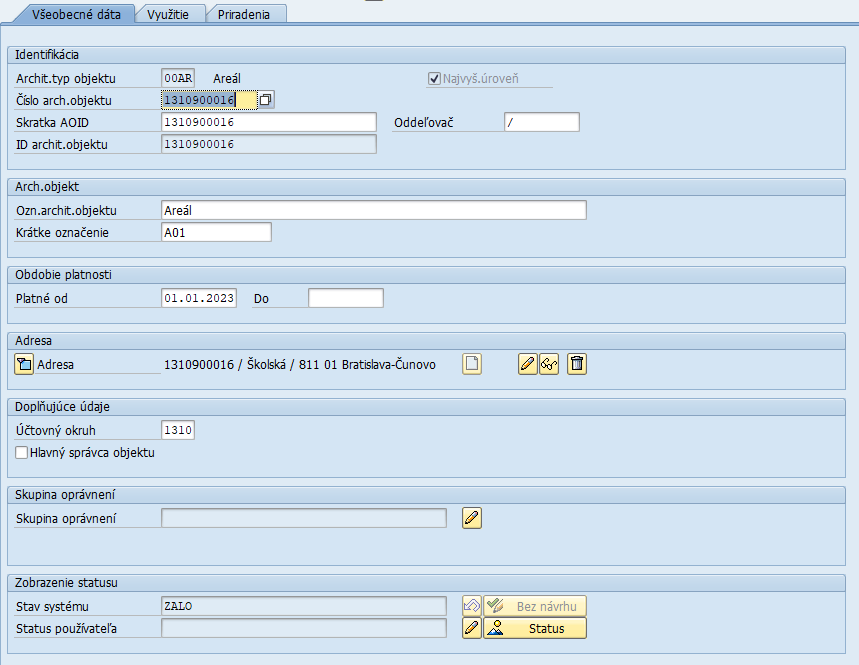 Všeobecné dáta Využitie Priradenia
Identifikácia
Archit.typ objektu 00AR Areál Najvyš.úroveň
Číslo arch.objektu 1310900016
Skratka AOID 1310900016 Oddeľovač /
ID archit.objektu 1310900016
Arch.objekt
Ozn.archit.objektu Areál
Krátke označenie A01
Obdobie platnosti
Platné od 01.01.2023 Do
Adresa
Adresa 1310900016 / Školská / 811 01 Bratislava-Čunovo
Doplňujúce údaje
Účtovný okruh 1310
Hlavný správca objektu
Skupina oprávnení
Skupina oprávnení
Zobrazenie statusu
Stav systému ZALO Bez návrhu
Status používateľa Status